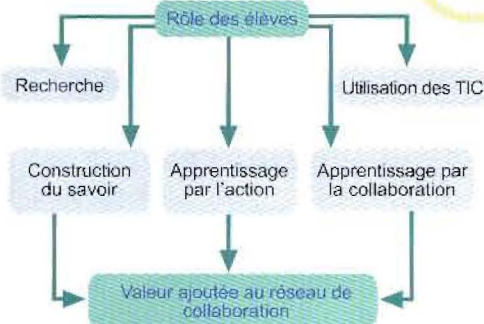 Rôle des élèves
Recherche
Utilisation des TIC
Construction
du savoir
Apprentissage
par l'action
Apprentissage par
la collaboration
Valeur ajoutée au réseau de
collaboration